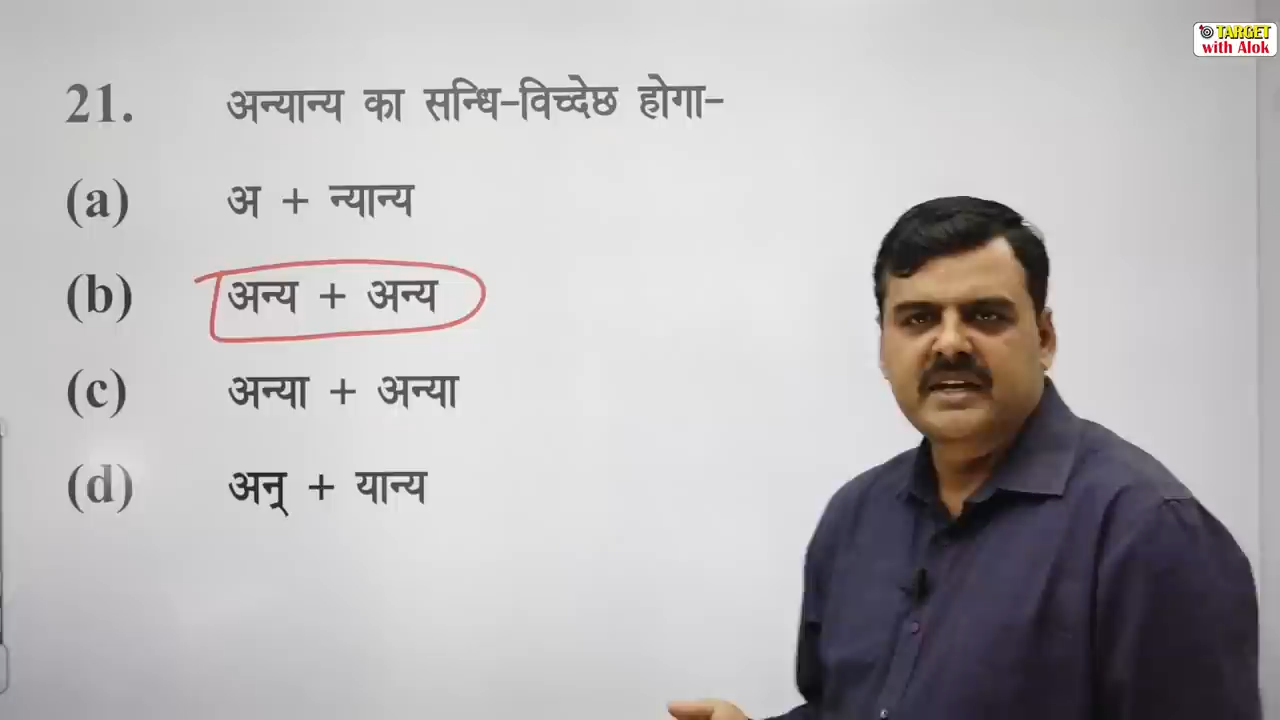 TARGET
with Alok
21. अन्यान्य का सन्धि-विच्देछ होगा-
(a) अ + न्यान्य
(b) अन्य + अन्य
(c) अन्या + अन्या
(d) अन् + यान्य